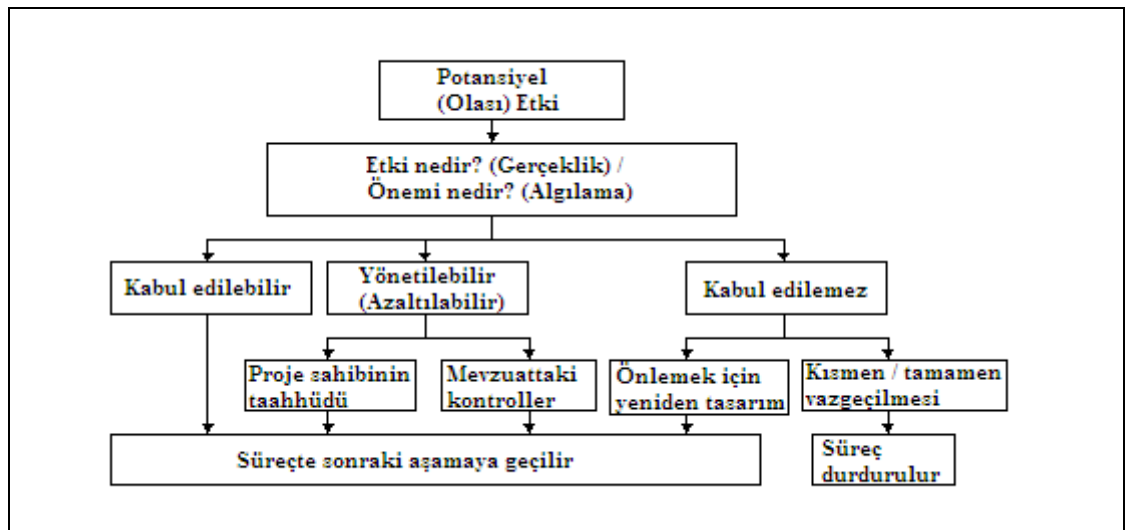 Potansiyel
(Olası) Etki
Etki nedir? (Gerçeklik) /
Önemi nedir? (Algılama)
Kabul edilebilir
Yönetilebilir
(Azaltılabilir)
Kabul edilemez
Proje sahibinin
taahhüdü
Mevzuattaki
kontroller
Önlemek için
yeniden tasarım
Kısmen / tamamen
vazgeçilmesi
Süreçte sonraki aşamaya geçilir
Süreç
durdurulur